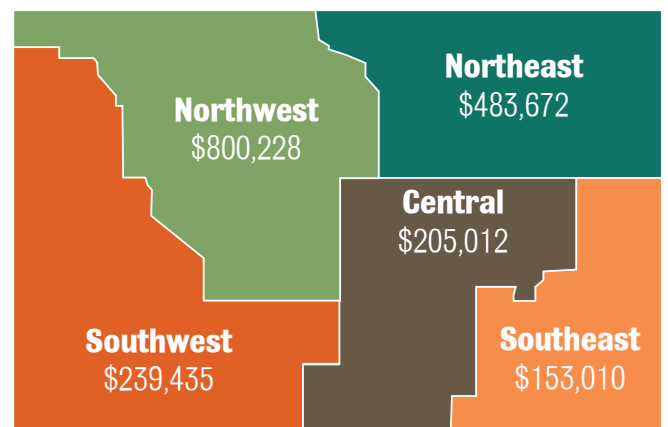 Northeast
$483,672
Northwest
$800,228
Central
$205,012
Southwest
$239,435
Southeast
$153,010